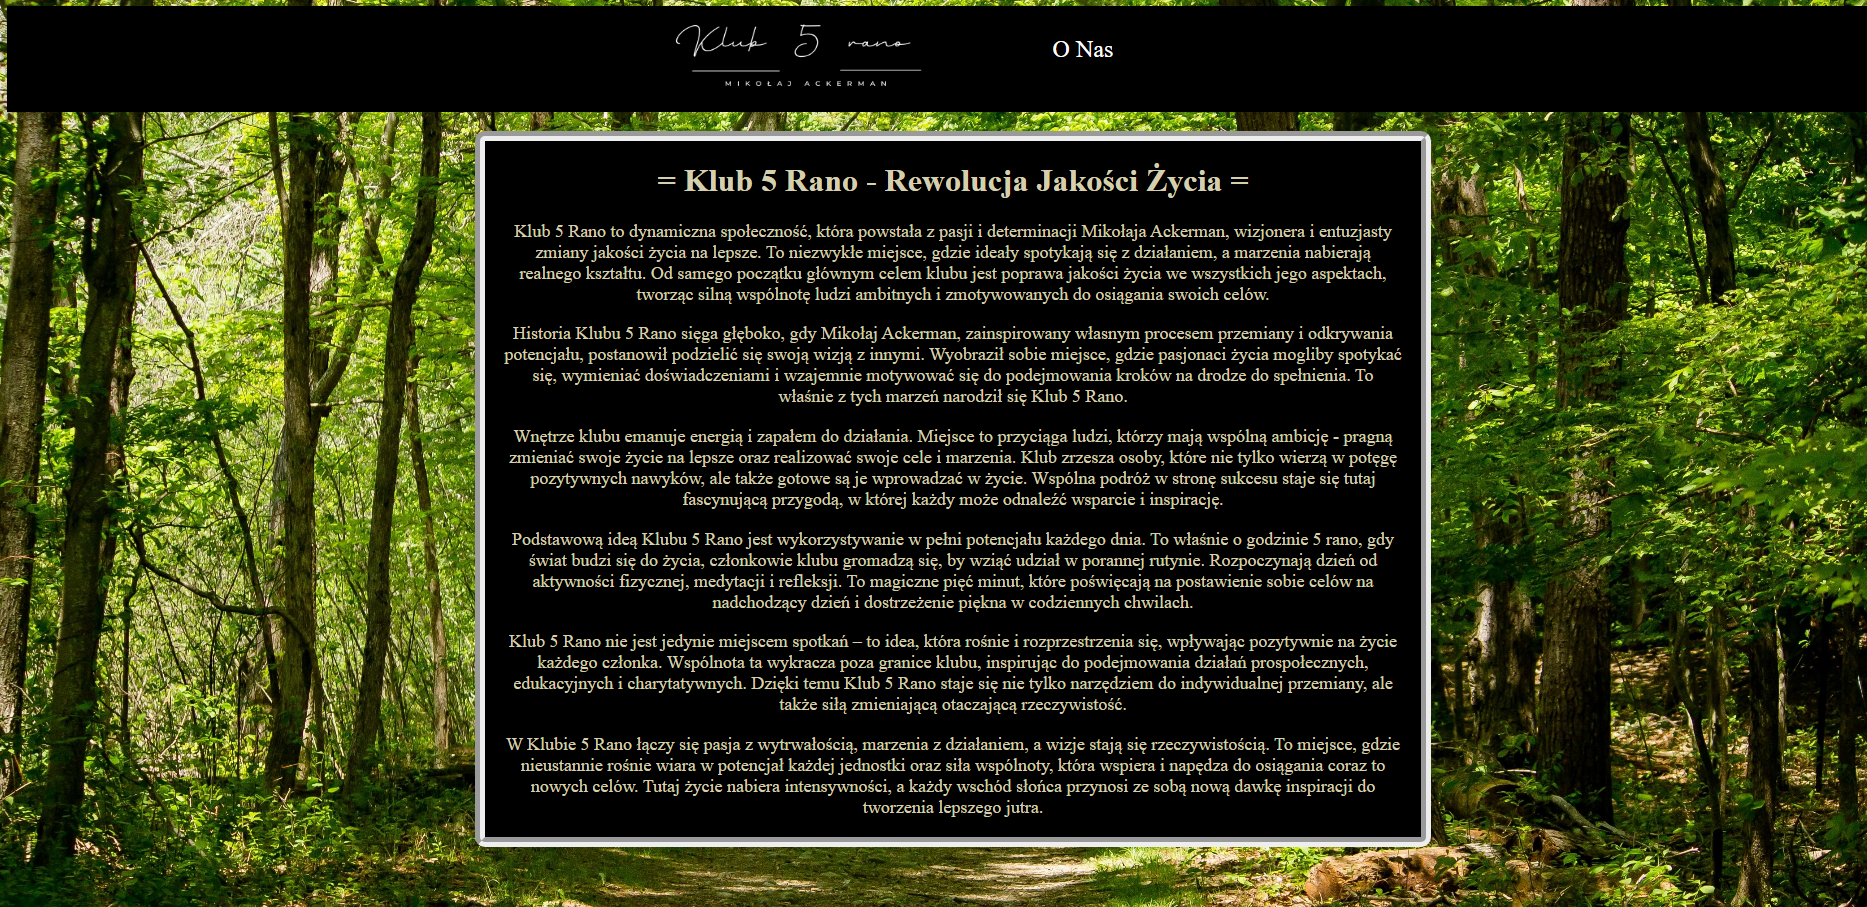 Klub 5 rano
MIKOŁAJ ACKERMAN
O Nas
= Klub 5 Rano - Rewolucja Jakości Życia =
Klub 5 Rano to dynamiczna społeczność, która powstała z pasji i determinacji Mikołaja Ackerman, wizjonera i entuzjasty
zmiany jakości życia na lepsze. To niezwykłe miejsce, gdzie ideały spotykają się z działaniem, a marzenia nabierają
realnego kształtu. Od samego początku głównym celem klubu jest poprawa jakości życia we wszystkich jego aspektach,
tworząc silną wspólnotę ludzi ambitnych i zmotywowanych do osiągania swoich celów.
Historia Klubu 5 Rano sięga głęboko, gdy Mikołaj Ackerman, zainspirowany własnym procesem przemiany i odkrywania
potencjału, postanowił podzielić się swoją wizją z innymi. Wyobraził sobie miejsce, gdzie pasjonaci życia mogliby spotykać
się, wymieniać doświadczeniami i wzajemnie motywować się do podejmowania kroków na drodze do spełnienia. To
właśnie z tych marzeń narodził się Klub 5 Rano.
Wnętrze klubu emanuje energią i zapałem do działania. Miejsce to przyciąga ludzi, którzy mają wspólną ambicję - pragną
zmieniać swoje życie na lepsze oraz realizować swoje cele i marzenia. Klub zrzesza osoby, które nie tylko wierzą w potęgę
pozytywnych nawyków, ale także gotowe są je wprowadzać w życie. Wspólna podróż w stronę sukcesu staje się tutaj
fascynującą przygodą, w której każdy może odnaleźć wsparcie i inspirację.
Podstawową ideą Klubu 5 Rano jest wykorzystywanie w pełni potencjału każdego dnia. To właśnie o godzinie 5 rano, gdy
świat budzi się do życia, członkowie klubu gromadzą się, by wziąć udział w porannej rutynie. Rozpoczynają dzień od
aktywności fizycznej, medytacji i refleksji. To magiczne pięć minut, które poświęcają na postawienie sobie celów na
nadchodzący dzień i dostrzeżenie piękna w codziennych chwilach.
Klub 5 Rano nie jest jedynie miejscem spotkań – to idea, która rośnie i rozprzestrzenia się, wpływając pozytywnie na życie
każdego członka. Wspólnota ta wykracza poza granice klubu, inspirując do podejmowania działań prospołecznych,
edukacyjnych i charytatywnych. Dzięki temu Klub 5 Rano staje się nie tylko narzędziem do indywidualnej przemiany, ale
także siłą zmieniającą otaczającą rzeczywistość.
W Klubie 5 Rano łączy się pasja z wytrwałością, marzenia z działaniem, a wizje stają się rzeczywistością. To miejsce, gdzie
nieustannie rośnie wiara w potencjał każdej jednostki oraz siła wspólnoty, która wspiera i napędza do osiągania coraz to
nowych celów. Tutaj życie nabiera intensywności, a każdy wschód słońca przynosi ze sobą nową dawkę inspiracji do
tworzenia lepszego jutra.